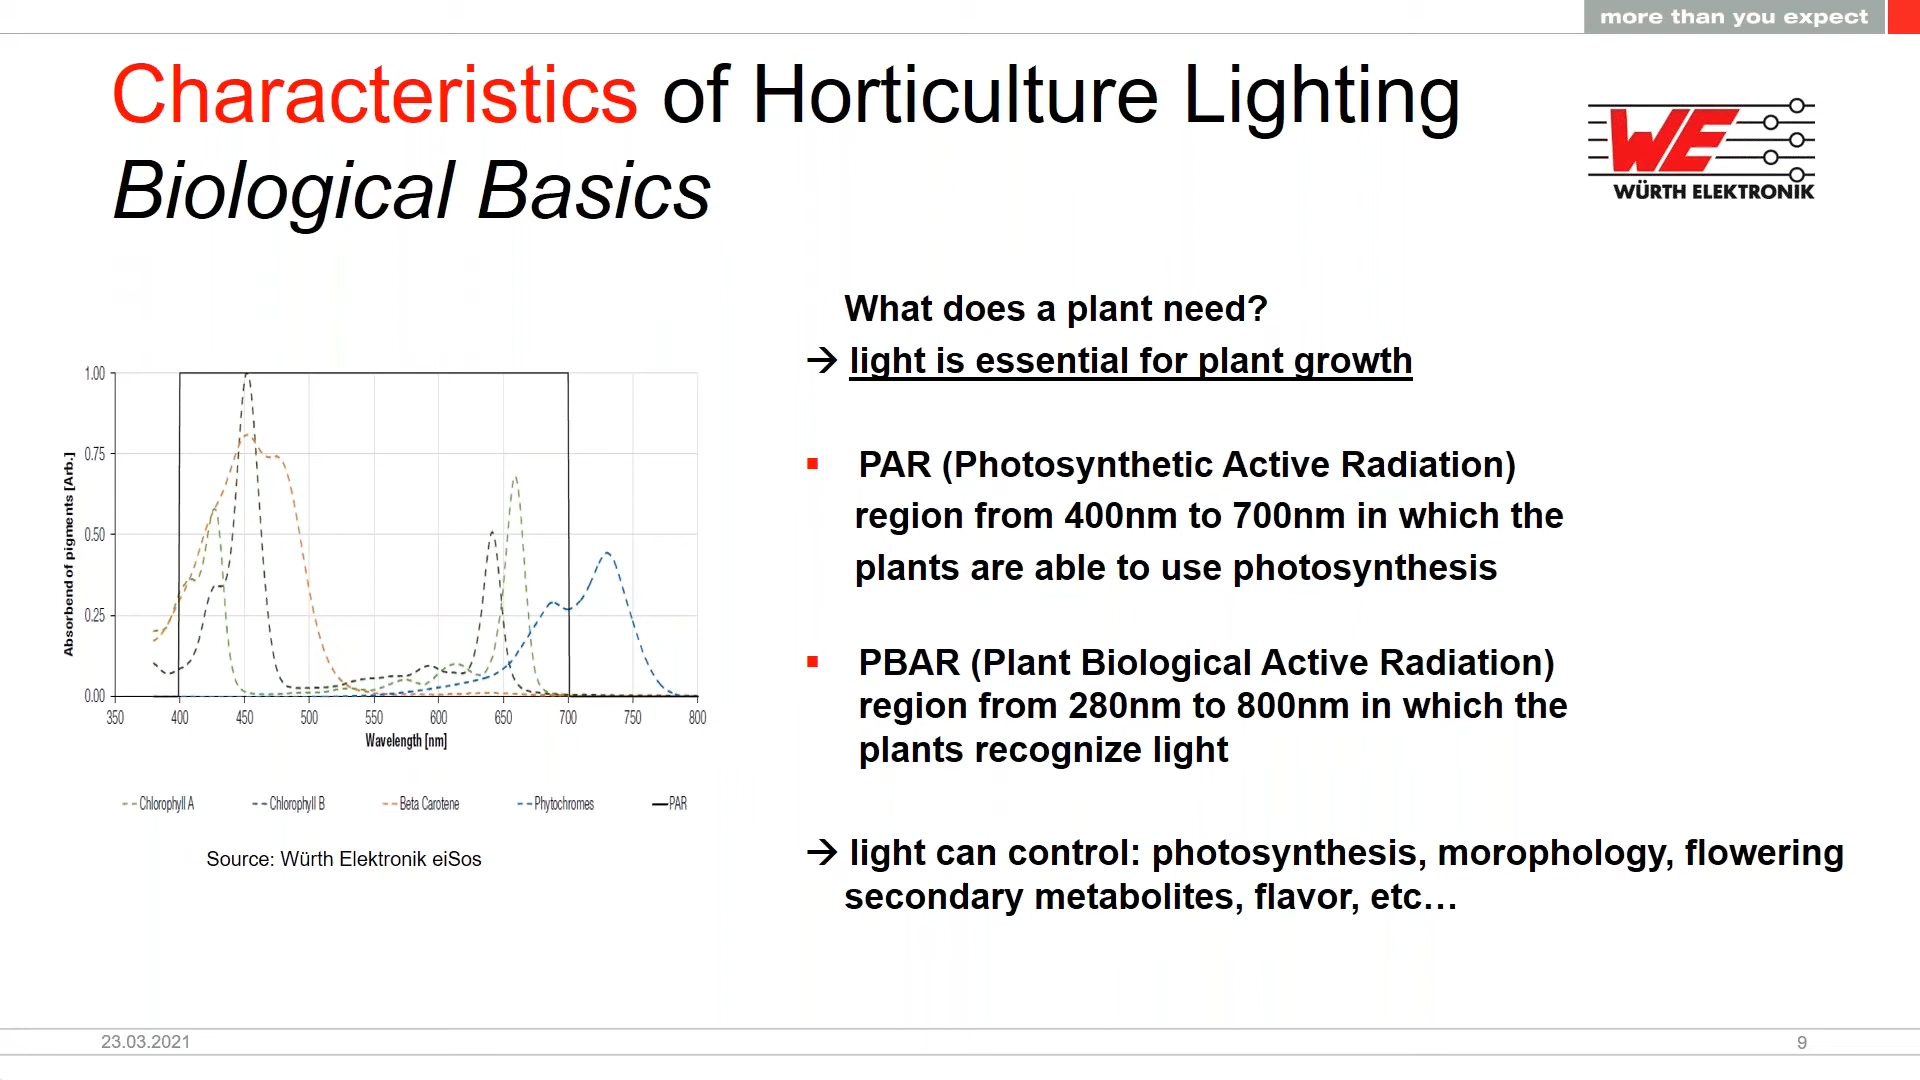 more than you expect
Characteristics of Horticulture Lighting
Biological Basics
WE
WÜRTH ELEKTRONIK
What does a plant need?
→ light is essential for plant growth
▪ PAR (Photosynthetic Active Radiation)
region from 400nm to 700nm in which the
plants are able to use photosynthesis
▪ PBAR (Plant Biological Active Radiation)
region from 280nm to 800nm in which the
plants recognize light
→ light can control: photosynthesis, morophology, flowering
secondary metabolites, flavor, etc…
Absorbend of pigments [Arb.]
1.00
0.75
0.50
0.25
0.00
350 400 450 500 550 600 650 700 750 800
Wavelength [nm]
Chlorophyll A Chlorophyll B Beta Carotene Phytochromes PAR
Source: Würth Elektronik eiSos
23.03.2021
9